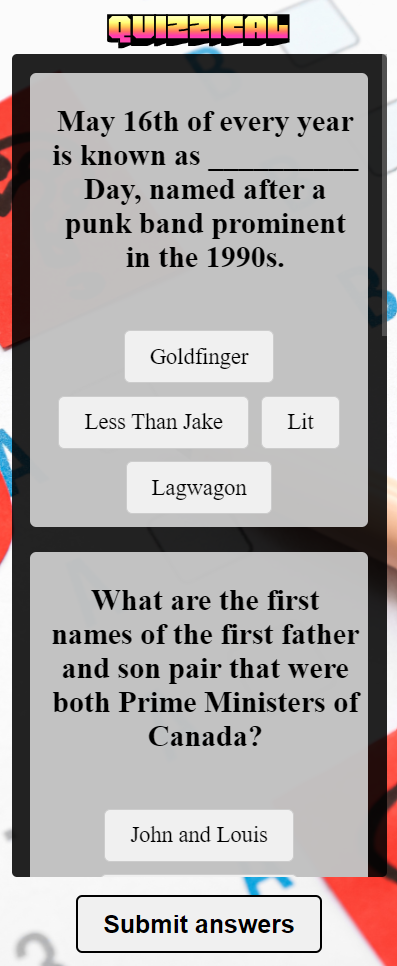 QUIZZICAL
May 16th of every year
is known as __________
Day, named after a
punk band prominent
in the 1990s.
Goldfinger
Less Than Jake
Lit
Lagwagon
What are the first
names of the first father
and son pair that were
both Prime Ministers of
Canada?
John and Louis
Submit answers